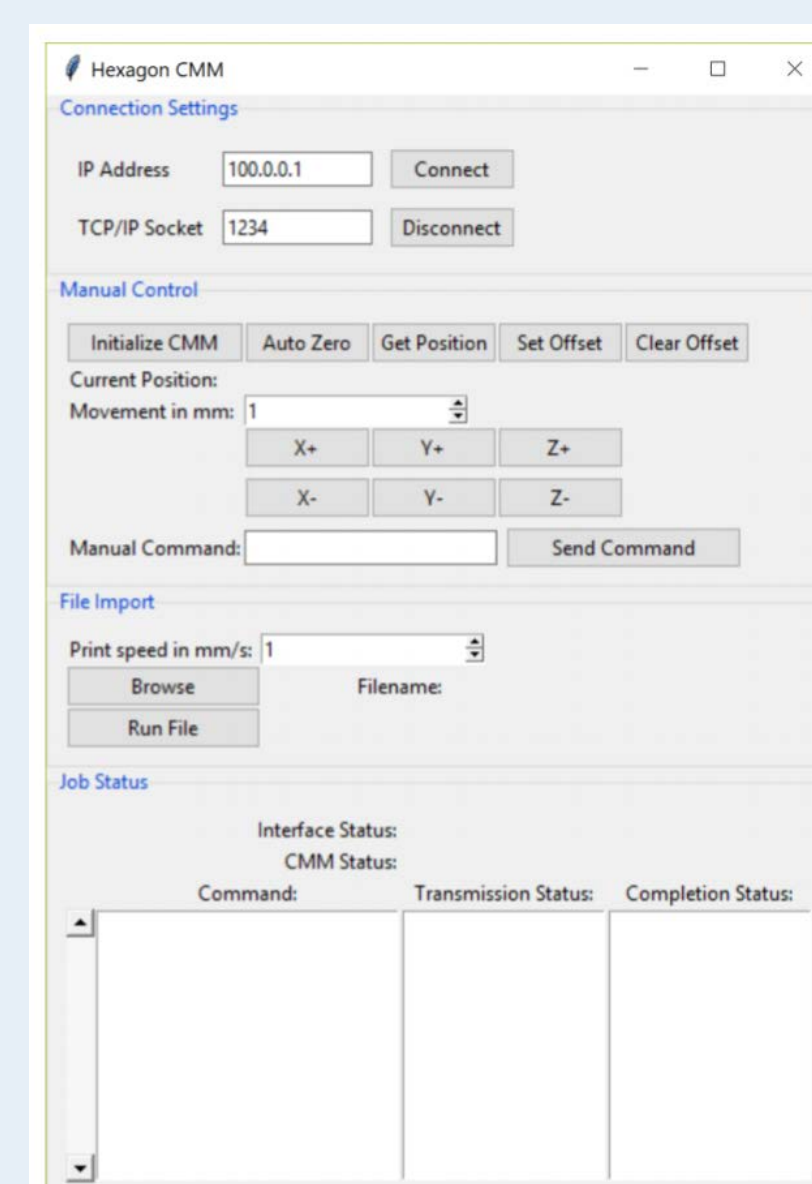 Hexagon CMM
Connection Settings
IP Address 100.0.0.1 Connect
TCP/IP Socket 1234 Disconnect
Manual Control
Initialize CMM Auto Zero Get Position Set Offset Clear Offset
Current Position:
Movement in mm: 1
X+ Y+ Z+
X- Y- Z-
Manual Command: Send Command
File Import
Print speed in mm/s: 1
Browse Filename:
Run File
Job Status
Interface Status:
CMM Status:
Command: Transmission Status: Completion Status: